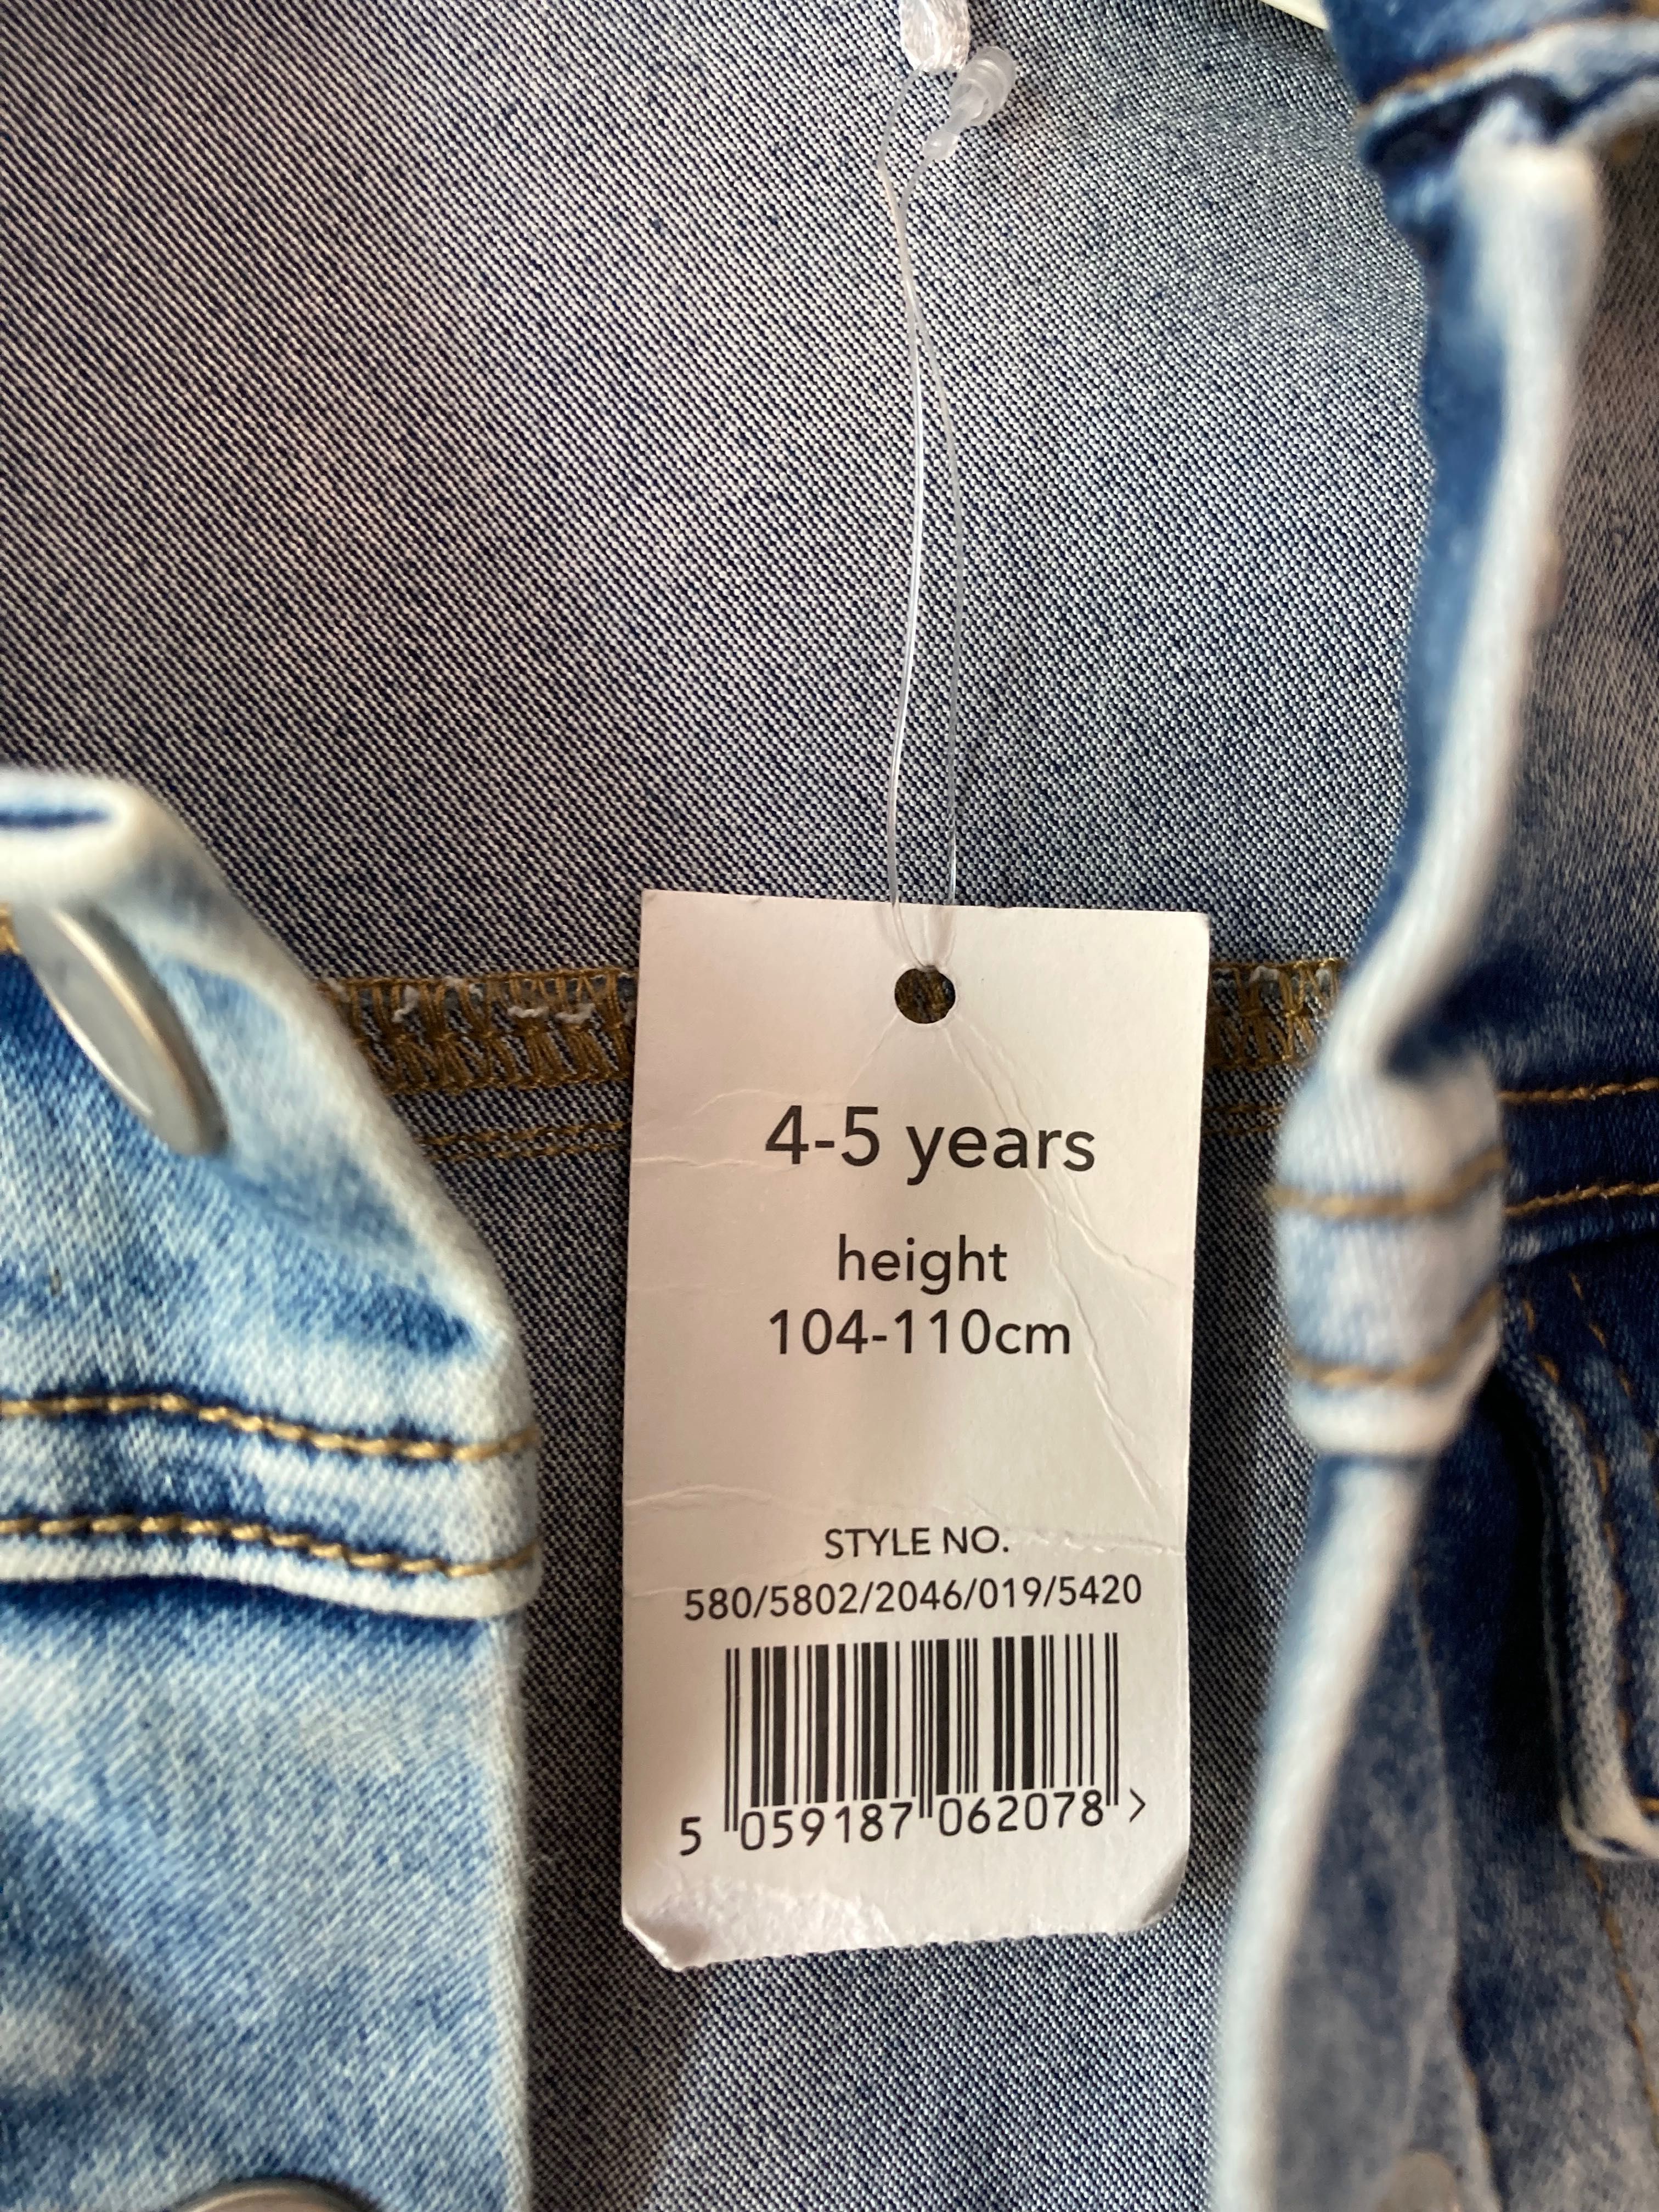 4-5 years
height
104-110cm
STYLE NO.
580/5802/2046/019/5420
5 059187 062078 >